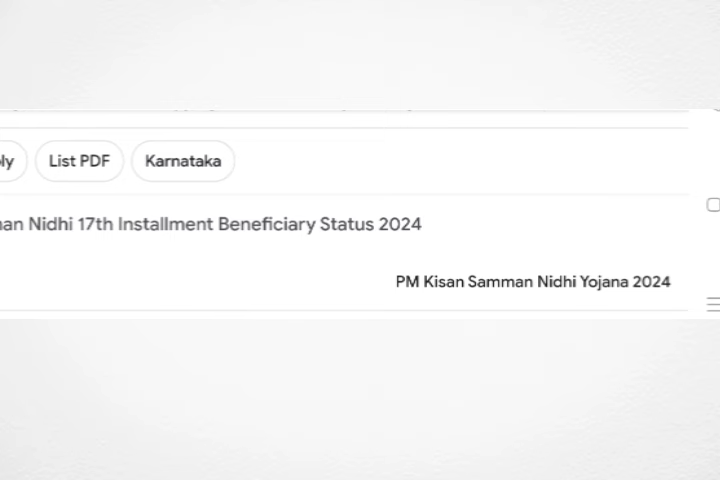 List PDF Karnataka
Nidhi 17th Installment Beneficiary Status 2024
PM Kisan Samman Nidhi Yojana 2024